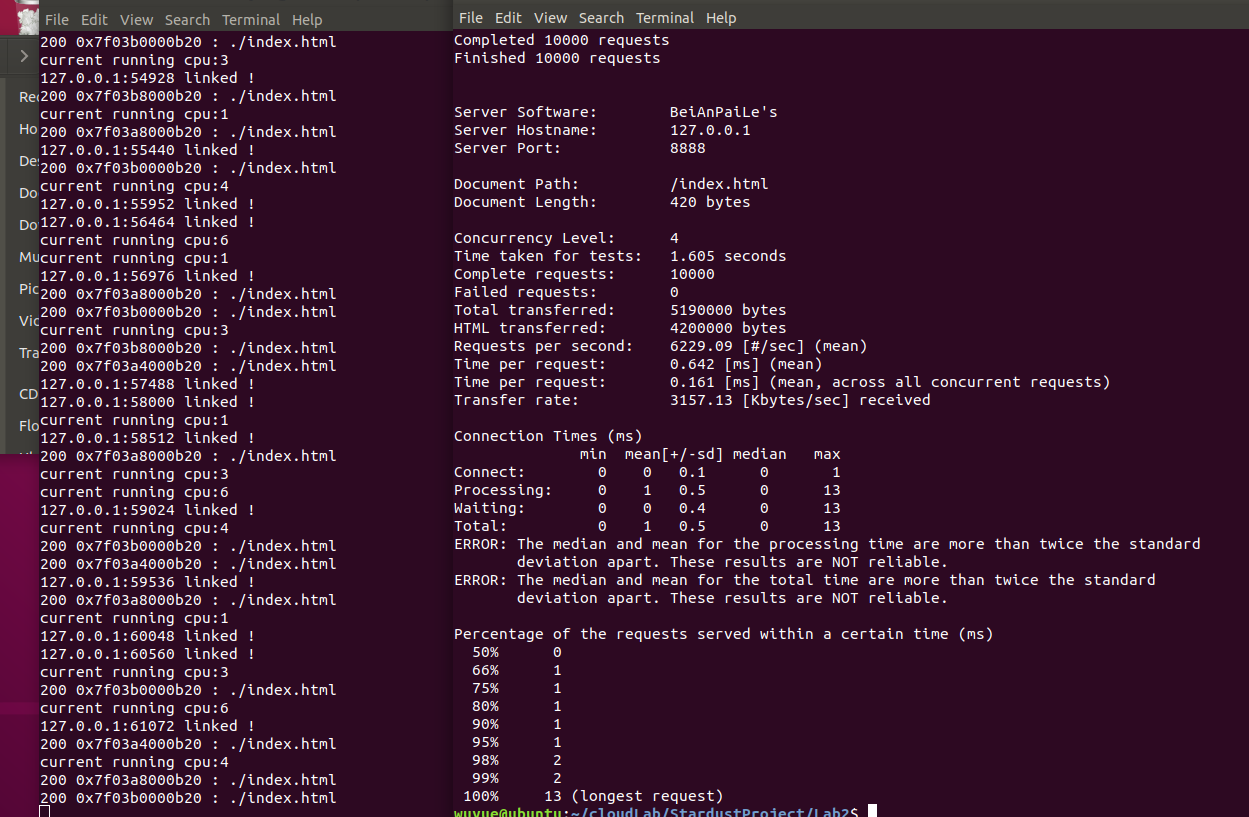 File Edit View Search Terminal Help
200 0x7f03b0000b20 : ./index.html
current running cpu:3
127.0.0.1:54928 linked !
200 0x7f03b8000b20 : ./index.html
current running cpu:1
200 0x7f03a8000b20 : ./index.html
127.0.0.1:55440 linked !
200 0x7f03b0000b20 : ./index.html
current running cpu:4
127.0.0.1:55952 linked !
127.0.0.1:56464 linked !
current running cpu:6
current running cpu:1
127.0.0.1:56976 linked !
200 0x7f03a8000b20 : ./index.html
200 0x7f03b0000b20 : ./index.html
current running cpu:3
200 0x7f03b8000b20 : ./index.html
200 0x7f03a4000b20 : ./index.html
127.0.0.1:57488 linked !
127.0.0.1:58000 linked !
current running cpu:1
127.0.0.1:58512 linked !
200 0x7f03a8000b20 : ./index.html
current running cpu:3
current running cpu:6
127.0.0.1:59024 linked !
current running cpu:4
200 0x7f03b0000b20 : ./index.html
200 0x7f03a4000b20 : ./index.html
127.0.0.1:59536 linked !
200 0x7f03a8000b20 : ./index.html
current running cpu:1
127.0.0.1:60048 linked !
127.0.0.1:60560 linked !
current running cpu:3
200 0x7f03b0000b20 : ./index.html
current running cpu:6
127.0.0.1:61072 linked !
200 0x7f03a4000b20 : ./index.html
current running cpu:4
200 0x7f03a8000b20 : ./index.html
200 0x7f03b0000b20 : ./index.html
File Edit View Search Terminal Help
Completed 10000 requests
Finished 10000 requests
Server Software: BeiAnPaiLe's
Server Hostname: 127.0.0.1
Server Port: 8888
Document Path: /index.html
Document Length: 420 bytes
Concurrency Level: 4
Time taken for tests: 1.605 seconds
Complete requests: 10000
Failed requests: 0
Total transferred: 5190000 bytes
HTML transferred: 4200000 bytes
Requests per second: 6229.09 [#/sec] (mean)
Time per request: 0.642 [ms] (mean)
Time per request: 0.161 [ms] (mean, across all concurrent requests)
Transfer rate: 3157.13 [Kbytes/sec] received
Connection Times (ms)
min mean[+/-sd] median max
Connect: 0 0 0.1 0 1
Processing: 0 1 0.5 0 13
Waiting: 0 0 0.4 0 13
Total: 0 1 0.5 0 13
ERROR: The median and mean for the processing time are more than twice the standard
deviation apart. These results are NOT reliable.
ERROR: The median and mean for the total time are more than twice the standard
deviation apart. These results are NOT reliable.
Percentage of the requests served within a certain time (ms)
50% 0
66% 1
75% 1
80% 1
90% 1
95% 1
98% 2
99% 2
100% 13 (longest request)
wuyue@ubuntu:~/cloudLab/StardustProject/Lab2$